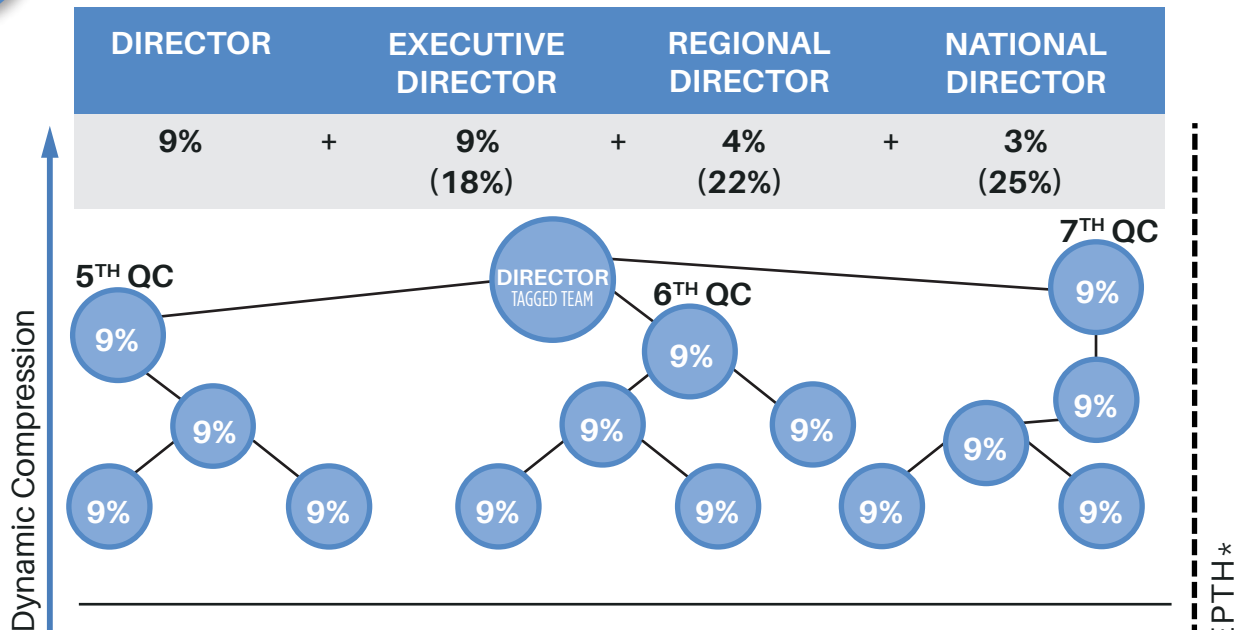 DIRECTOR
EXECUTIVE
DIRECTOR
REGIONAL
DIRECTOR
NATIONAL
DIRECTOR
9% + 9% + 4% + 3%
(18%) (22%) (25%)
7TH QC
5TH QC
DIRECTOR
TAGGED TEAM
6TH QC
9%
9%
9%
9%
9%
9%
9%
9%
9%
9%
9%
9%
9%
9%
Dynamic Compression